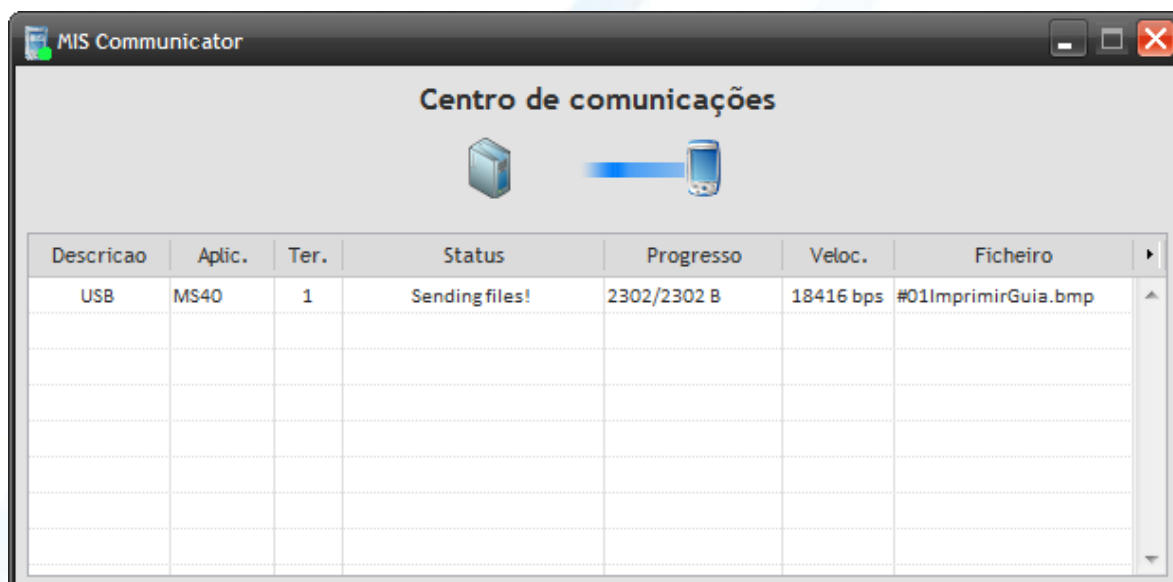 MIS Communicator
Centro de comunicações
Descricao Aplic. Ter. Status Progresso Veloc. Ficheiro
USB MS40 1 Sending files! 2302/2302 B 18416 bps #01ImprimirGuia.bmp